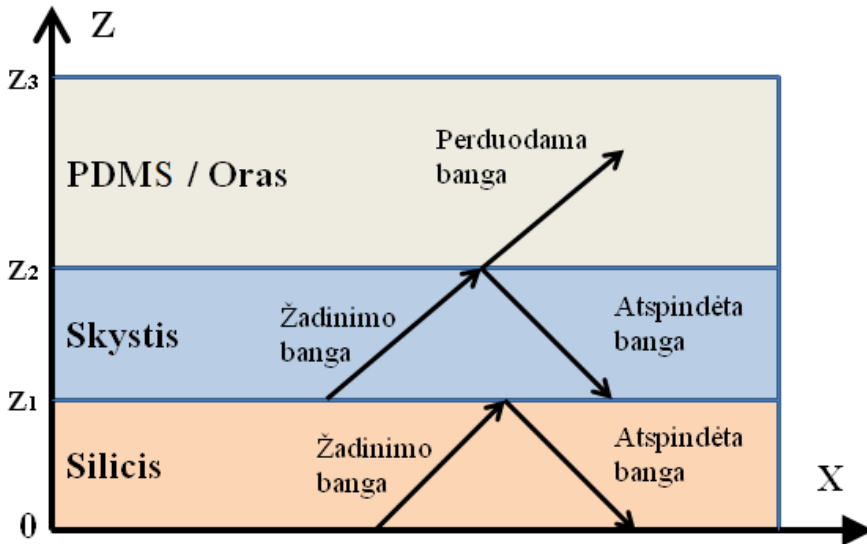 Z
Z3
Perduodama
banga
PDMS / Oras
Z2
Žadinimo
banga
Atspindėta
banga
Skystis
Z1
Žadinimo
banga
Atspindėta
banga
Silicis
X
0